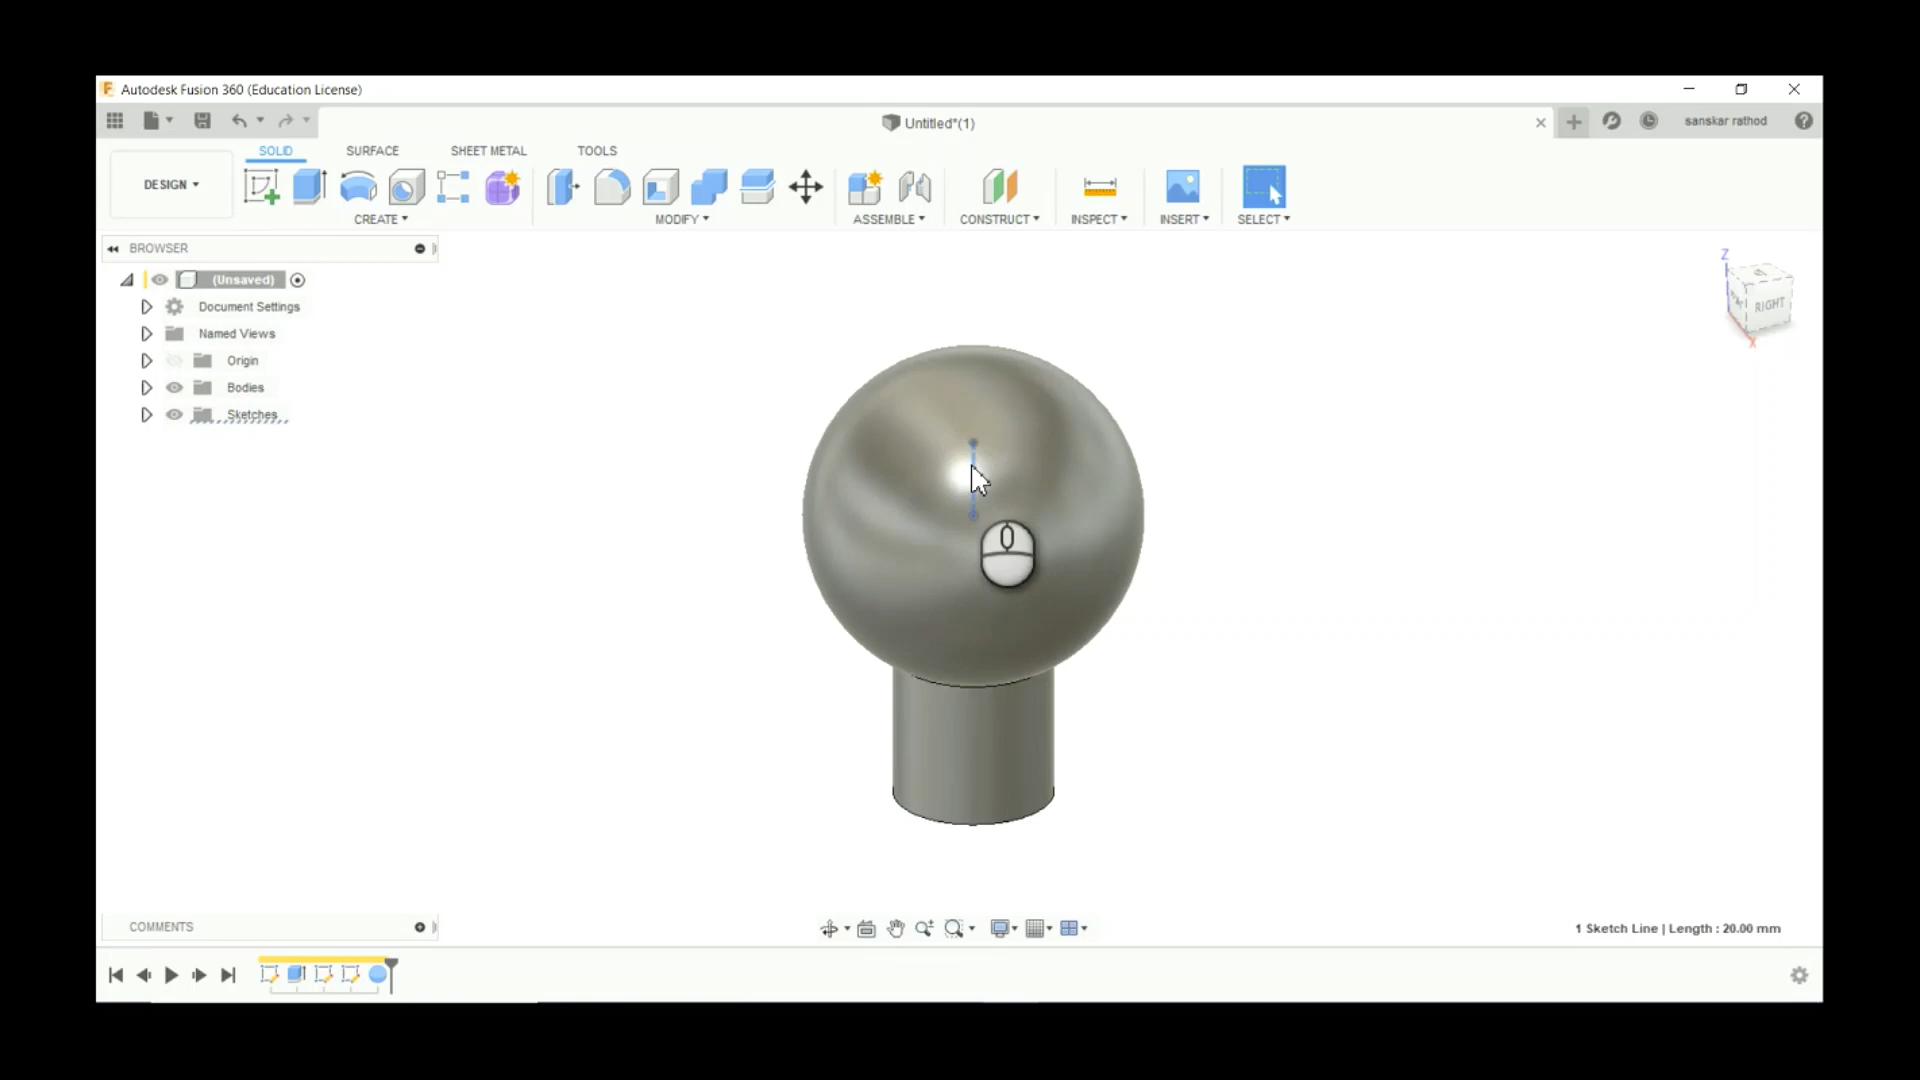 Autodesk Fusion 360 (Education License)
Untitled*(1)
sanskar rathod
SOLID
SURFACE
SHEET METAL
TOOLS
DESIGN
CREATE
MODIFY
ASSEMBLE
CONSTRUCT
INSPECT
INSERT
SELECT
BROWSER
(Unsaved)
Document Settings
Named Views
Origin
Bodies
Sketches
Z
RIGHT
X
COMMENTS
1 Sketch Line | Length : 20.00 mm